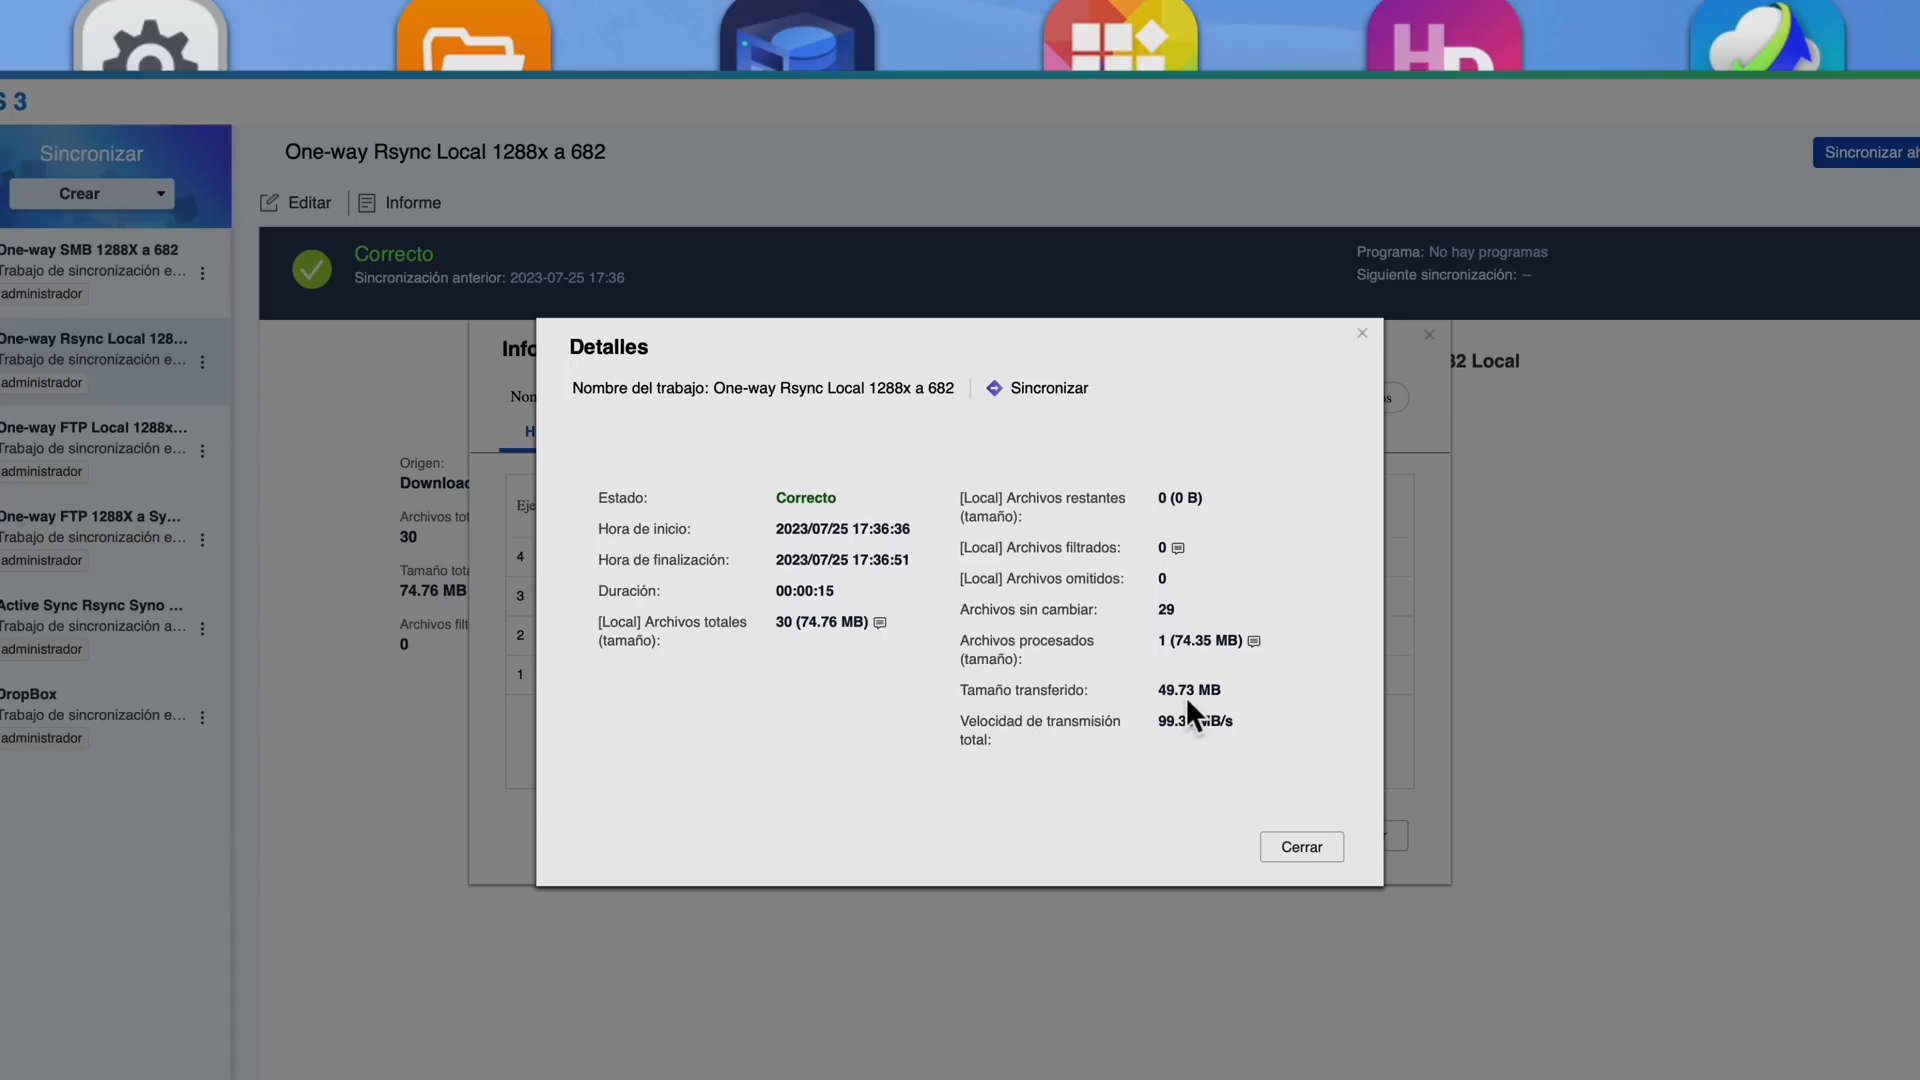 S 3
Sincronizar
Crear
One-way SMB 1288X a 682
Trabajo de sincronización e...
administrador
One-way Rsync Local 128...
Trabajo de sincronización e...
administrador
One-way FTP Local 1288x...
Trabajo de sincronización e...
administrador
One-way FTP 1288X a Sy...
Trabajo de sincronización e...
administrador
Active Sync Rsync Syno ...
Trabajo de sincronización a...
administrador
DropBox
Trabajo de sincronización e...
administrador
One-way Rsync Local 1288x a 682
Sincronizar ah
Editar
Informe
Correcto
Sincronización anterior: 2023-07-25 17:36
Programa: No hay programas
Siguiente sincronización: --
Origen:
Downloac
Archivos tot
30
Tamaño tota
74.76 MB
Archivos filt
0
Info
Non
H
Eje
4
3
2
1
32 Local
os
Detalles
Nombre del trabajo: One-way Rsync Local 1288x a 682
Sincronizar
Estado: Correcto
Hora de inicio: 2023/07/25 17:36:36
Hora de finalización: 2023/07/25 17:36:51
Duración: 00:00:15
[Local] Archivos totales 30 (74.76 MB)
(tamaño):
[Local] Archivos restantes 0 (0 B)
(tamaño):
[Local] Archivos filtrados: 0
[Local] Archivos omitidos: 0
Archivos sin cambiar: 29
Archivos procesados 1 (74.35 MB)
(tamaño):
Tamaño transferido: 49.73 MB
Velocidad de transmisión
total:
Cerrar
HD